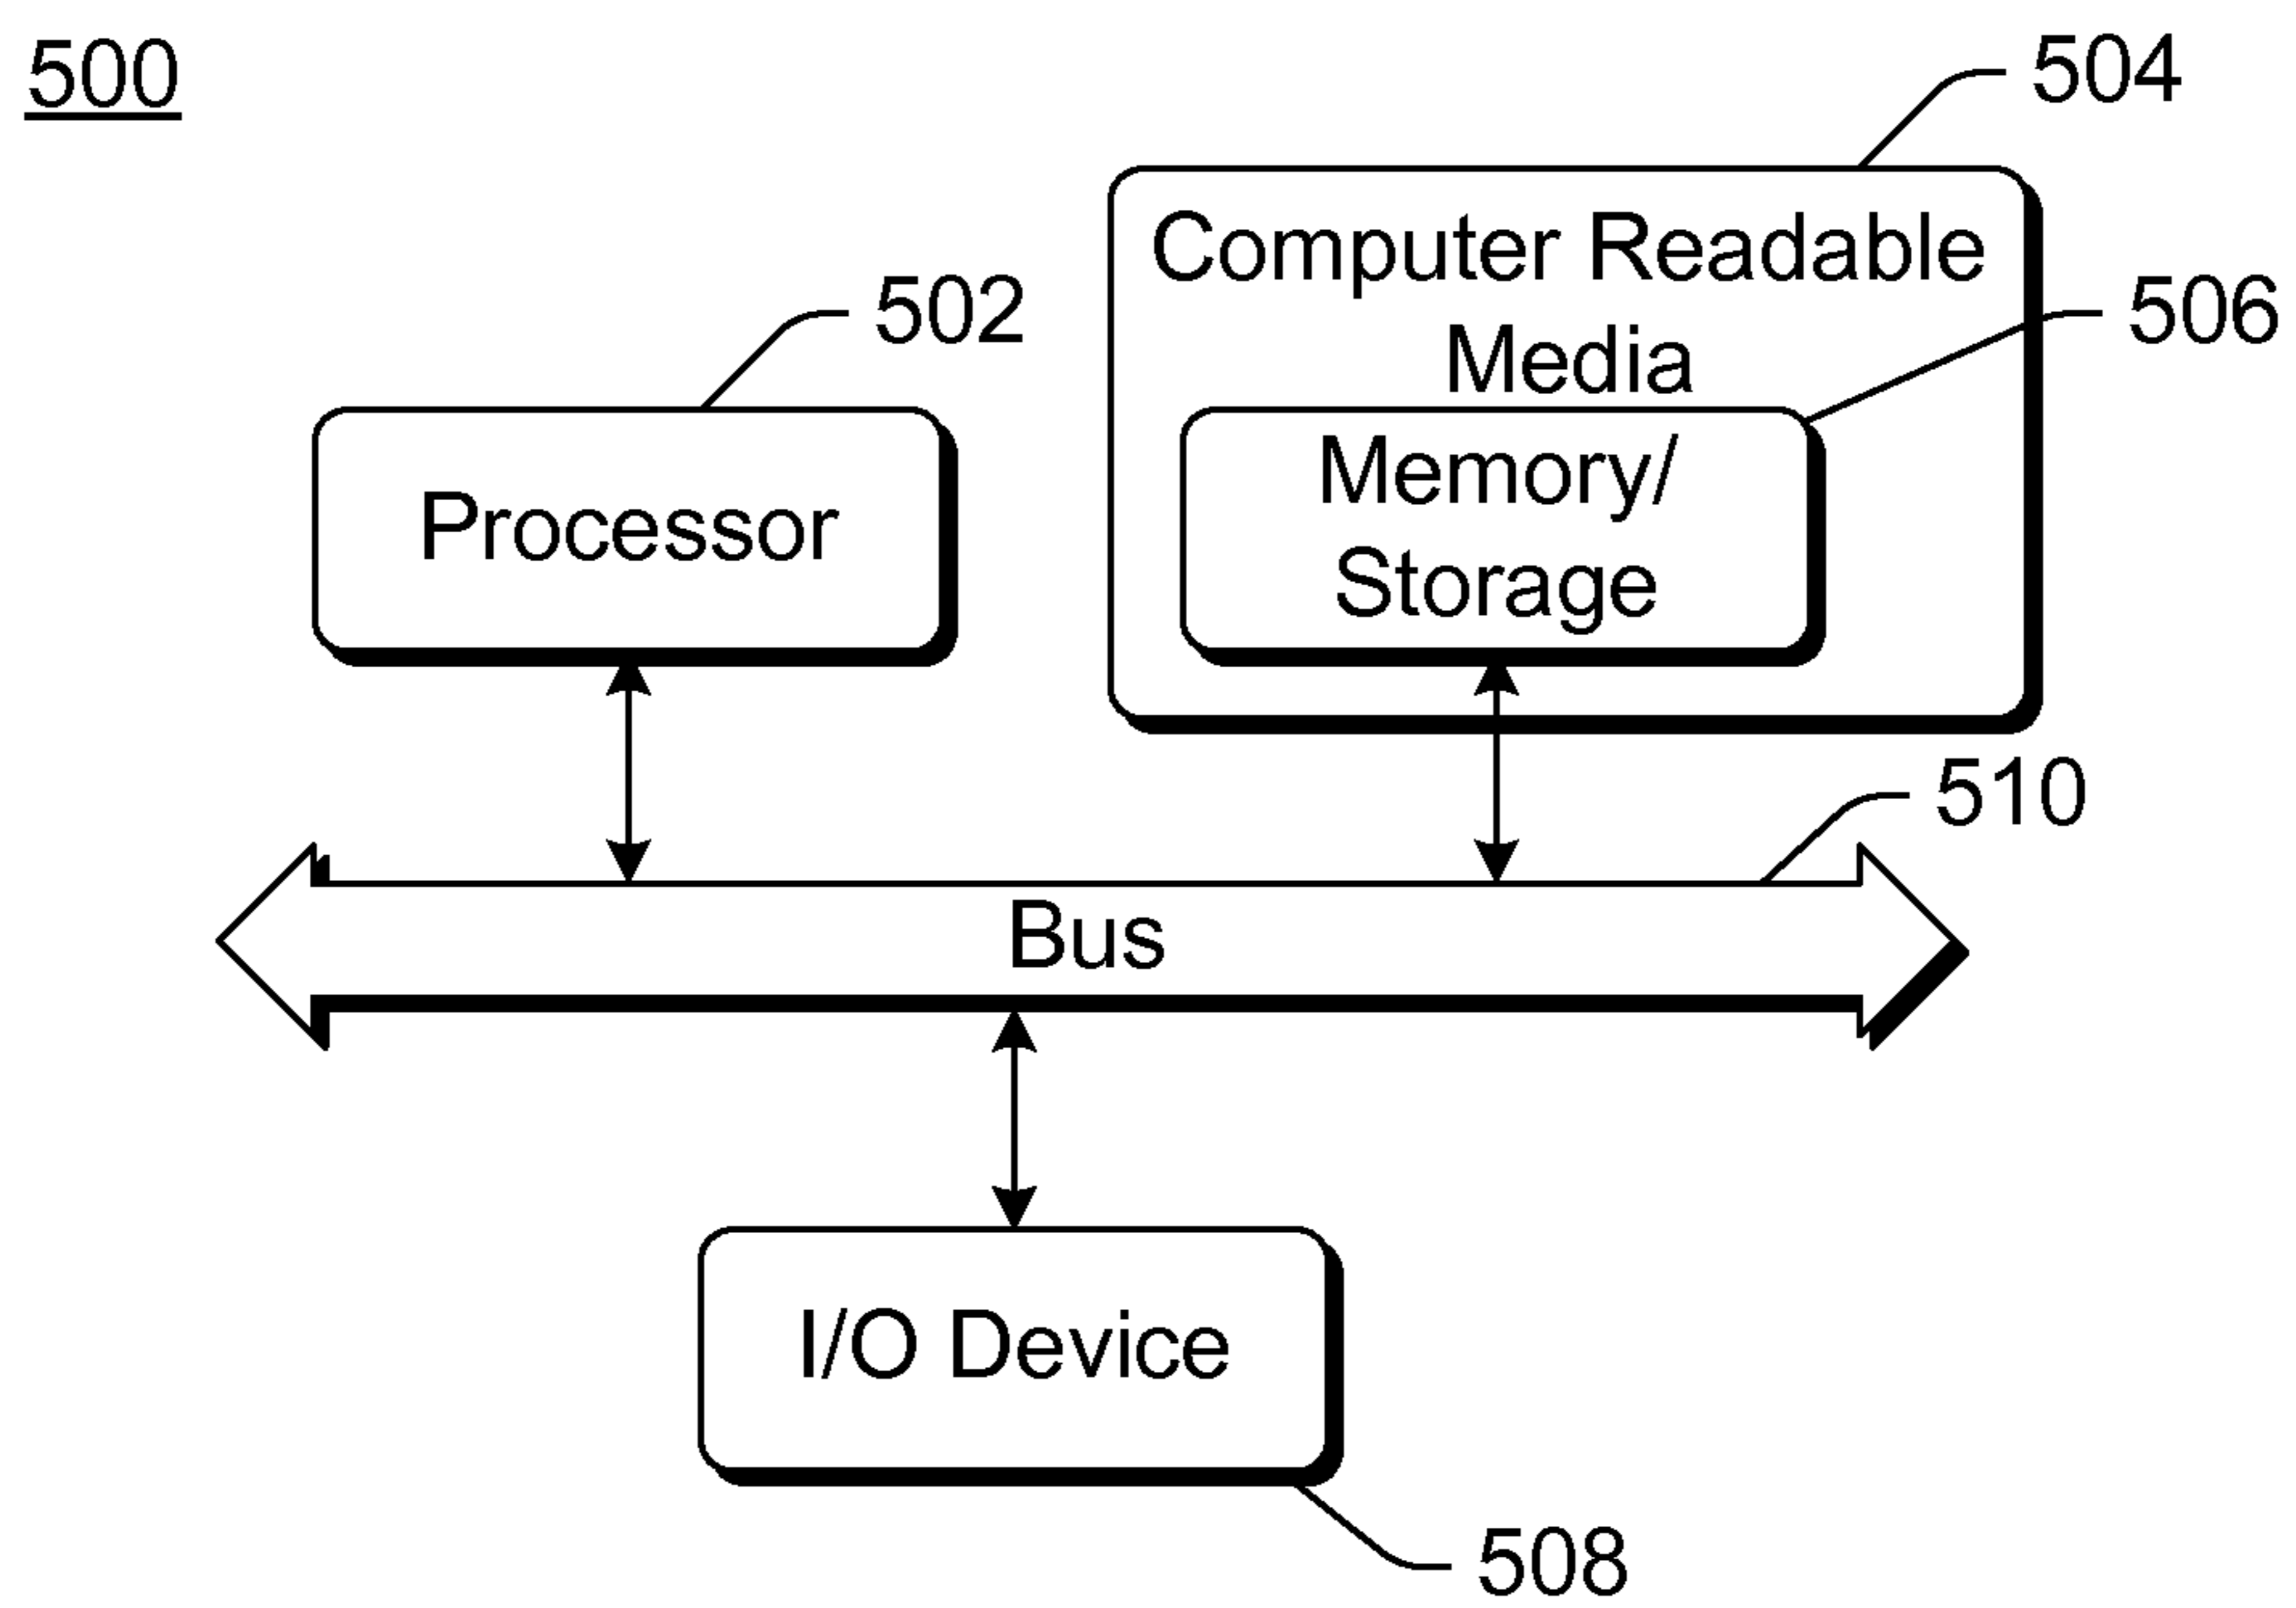 500
504
Computer Readable
Media
502
506
Memory/
Storage
Processor
510
Bus
I/O Device
508